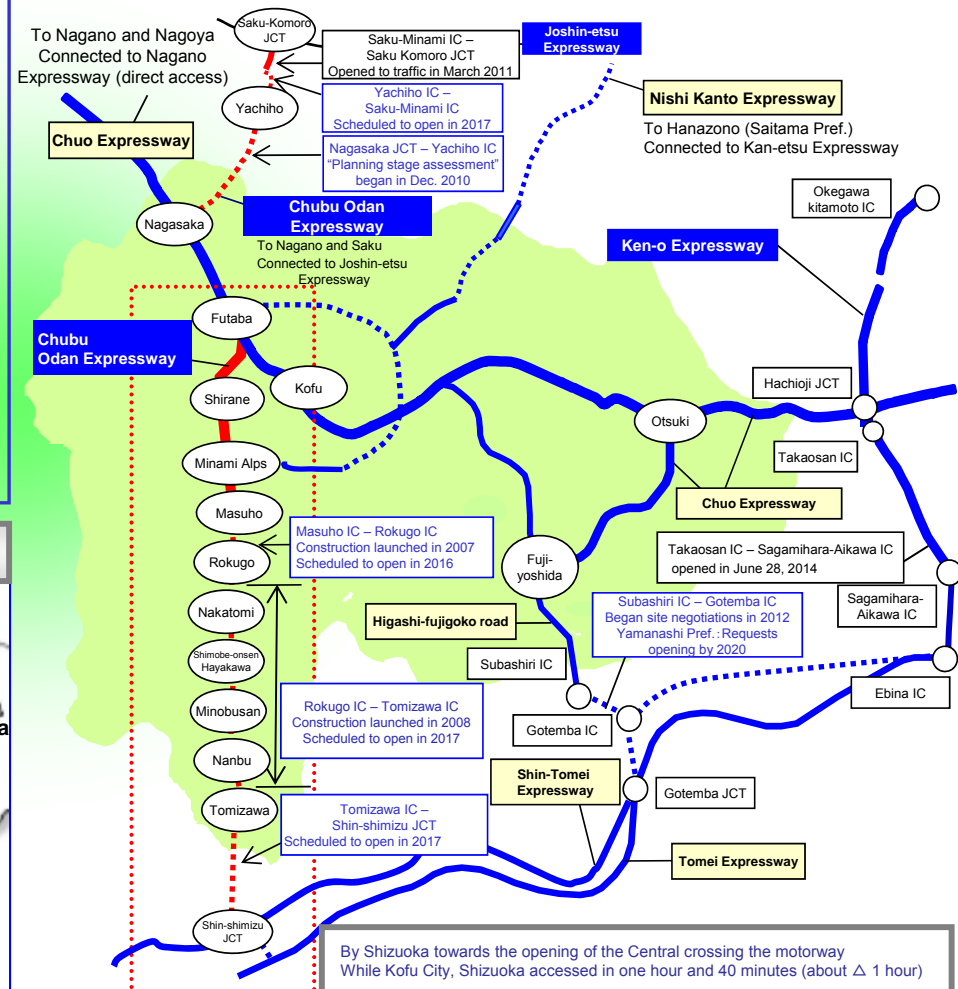 Saku-Komoro
JCT
To Nagano and Nagoya
Connected to Nagano
Expressway (direct access)
Saku-Minami IC –
Saku Komoro JCT
Opened to traffic in March 2011
Joshin-etsu
Expressway
Yachiho
Yachiho IC –
Saku-Minami IC
Scheduled to open in 2017
Nishi Kanto Expressway
To Hanazono (Saitama Pref.)
Connected to Kan-etsu Expressway
Chuo Expressway
Nagasaka JCT – Yachiho IC
"Planning stage assessment"
began in Dec. 2010
Okegawa
kitamoto IC
Nagasaka
Chubu Odan
Expressway
To Nagano and Saku
Connected to Joshin-etsu
Expressway
Ken-o Expressway
Futaba
Chubu
Odan Expressway
Kofu
Shirane
Hachioji JCT
Otsuki
Takaosan IC
Minami Alps
Chuo Expressway
Masuho
Masuho IC – Rokugo IC
Construction launched in 2007
Scheduled to open in 2016
Rokugo
Fuji-
yoshida
Takaosan IC – Sagamihara-Aikawa IC
opened in June 28, 2014
Sagamihara-
Aikawa IC
Nakatomi
Higashi-fujigoko road
Subashiri IC – Gotemba IC
Began site negotiations in 2012
Yamanashi Pref.: Requests
opening by 2020
Shimobe-onsen
Hayakawa
Subashiri IC
Ebina IC
Minobusan
Rokugo IC – Tomizawa IC
Construction launched in 2008
Scheduled to open in 2017
Gotemba IC
a
Nanbu
Shin-Tomei
Expressway
Gotemba JCT
Tomizawa
Tomizawa IC –
Shin-shimizu JCT
Scheduled to open in 2017
Tomei Expressway
Shin-shimizu
JCT
By Shizuoka towards the opening of the Central crossing the motorway
While Kofu City, Shizuoka accessed in one hour and 40 minutes (about △ 1 hour)